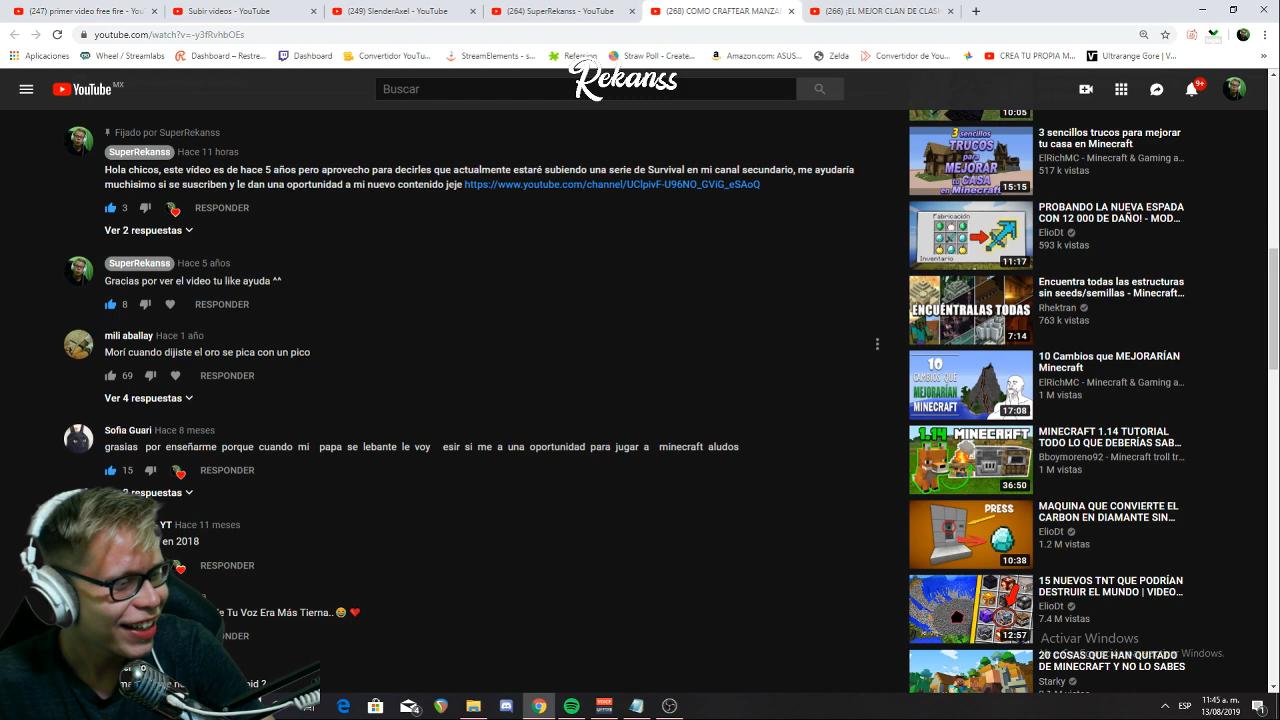 (247) primer video free fire - You
Subir videos - YouTube
(249) SlenderAxel - YouTube
(264) SuperRekanss - YouTube
(268) COMO CRAFTEAR MANZA
(266) ¡EL MEJOR CLAN DE CLASH
youtube.com/watch?v=-y3fRvhbOEs
Aplicaciones
Wheel / Streamlabs
Dashboard – Restre...
Dashboard
Convertidor YouTub...
StreamElements - s...
Refersion
Straw Poll - Create...
Amazon.com: ASUS...
Zelda
Convertidor de You...
CREA TU PROPIA M...
Ultrarange Gore | V...
YouTube MX
Buscar
Rekanss
9+
Fijado por SuperRekanss
SuperRekanss Hace 11 horas
Hola chicos, este vídeo es de hace años pero aprovecho para decirles que actualmente estoy subiendo una serie de Survival en mi canal secundario, me ayudaría
muchisimo si se suscriben y le dan una oportunidad a mi nuevo contenido jeje https://www.youtube.com/channel/UClpivF-U96NO_GViG_eSAoQ
3 RESPONDER
Ver 2 respuestas
SuperRekanss Hace 5 años
Gracias por ver el video tu like ayuda ^^
8 RESPONDER
mili aballay Hace 1 año
Morí cuando dijiste el oro se pica con un pico
69 RESPONDER
Ver 4 respuestas
Sofia Guari Hace 8 meses
grasias por enseñarme dile cuando mi papa se lebante le voy esir si me a una comunidad para jugar a minecraft aludos
15 RESPONDER
2 respuestas
YT Hace 11 meses
en 2018
RESPONDER
Tu Voz Era Más Tierna..
NDER
10:05
3 sencillos
TRUCOS
para
MEJORAR
tu CASA
en Minecraft
15:15
3 sencillos trucos para mejorar
tu casa en Minecraft
ElRichMC - Minecraft & Gaming a...
517 k vistas
Fabricación
Inventario
11:17
PROBANDO LA NUEVA ESPADA
CON 12 000 DE DAÑO! - MOD...
ElioDt
593 k vistas
ENCUÉNTRALAS TODAS
7:14
Encuentra todas las estructuras
sin seeds/semillas - Minecraft...
Rhektran
763 k vistas
10
CAMBIOS QUE
MEJORARÍAN
MINECRAFT
17:08
10 Cambios que MEJORARÍAN
Minecraft
ElRichMC - Minecraft & Gaming a...
1 M vistas
1.14 MINECRAFT
36:50
MINECRAFT 1.14 TUTORIAL
TODO LO QUE DEBERÍAS SAB...
Bboymoreno92 - Minecraft troll tr...
1 M vistas
PRESS
10:38
MAQUINA QUE CONVIERTE EL
CARBON EN DIAMANTE SIN...
ElioDt
1.2 M vistas
12:57
15 NUEVOS TNT QUE PODRÍAN
DESTRUIR EL MUNDO | VIDEO...
ElioDt
7.4 M vistas
Activar Windows
Windows.
20 COSAS QUE HAN QUITADO
DE MINECRAFT Y NO LO SABES
Starky
ESP
11:45 a. m.
13/08/2019